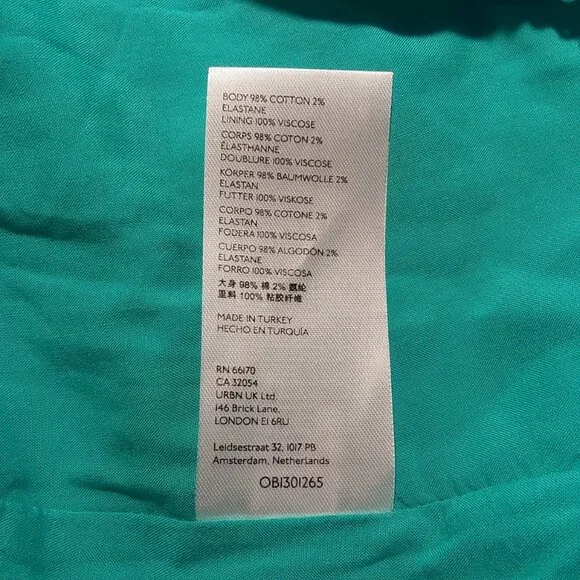 BODY 98% COTTON 2%
ELASTANE
LINING 100% VISCOSE
CORPS 98% COTON 2%
ÉLASTHANNE
DOUBLURE 100% VISCOSE
KÖRPER 98% BAUMWOLLE 2%
ELASTAN
FUTTER 100% VISKOSE
CORPO 98% COTONE 2%
ELASTAN
FODERA 100% VISCOSA
CUERPO 98% ALGODÓN 2%
ELASTANE
FORRO 100% VISCOSA
大身 98% 棉 2% 氨纶
里料 100% 粘胶纤维
MADE IN TURKEY
HECHO EN TURQUÍA
RN 66170
CA 32054
URBN UK Ltd.
146 Brick Lane,
LONDON E1 6RU
Leidsestraat 32, 1017 PB
Amsterdam, Netherlands
OB1301265